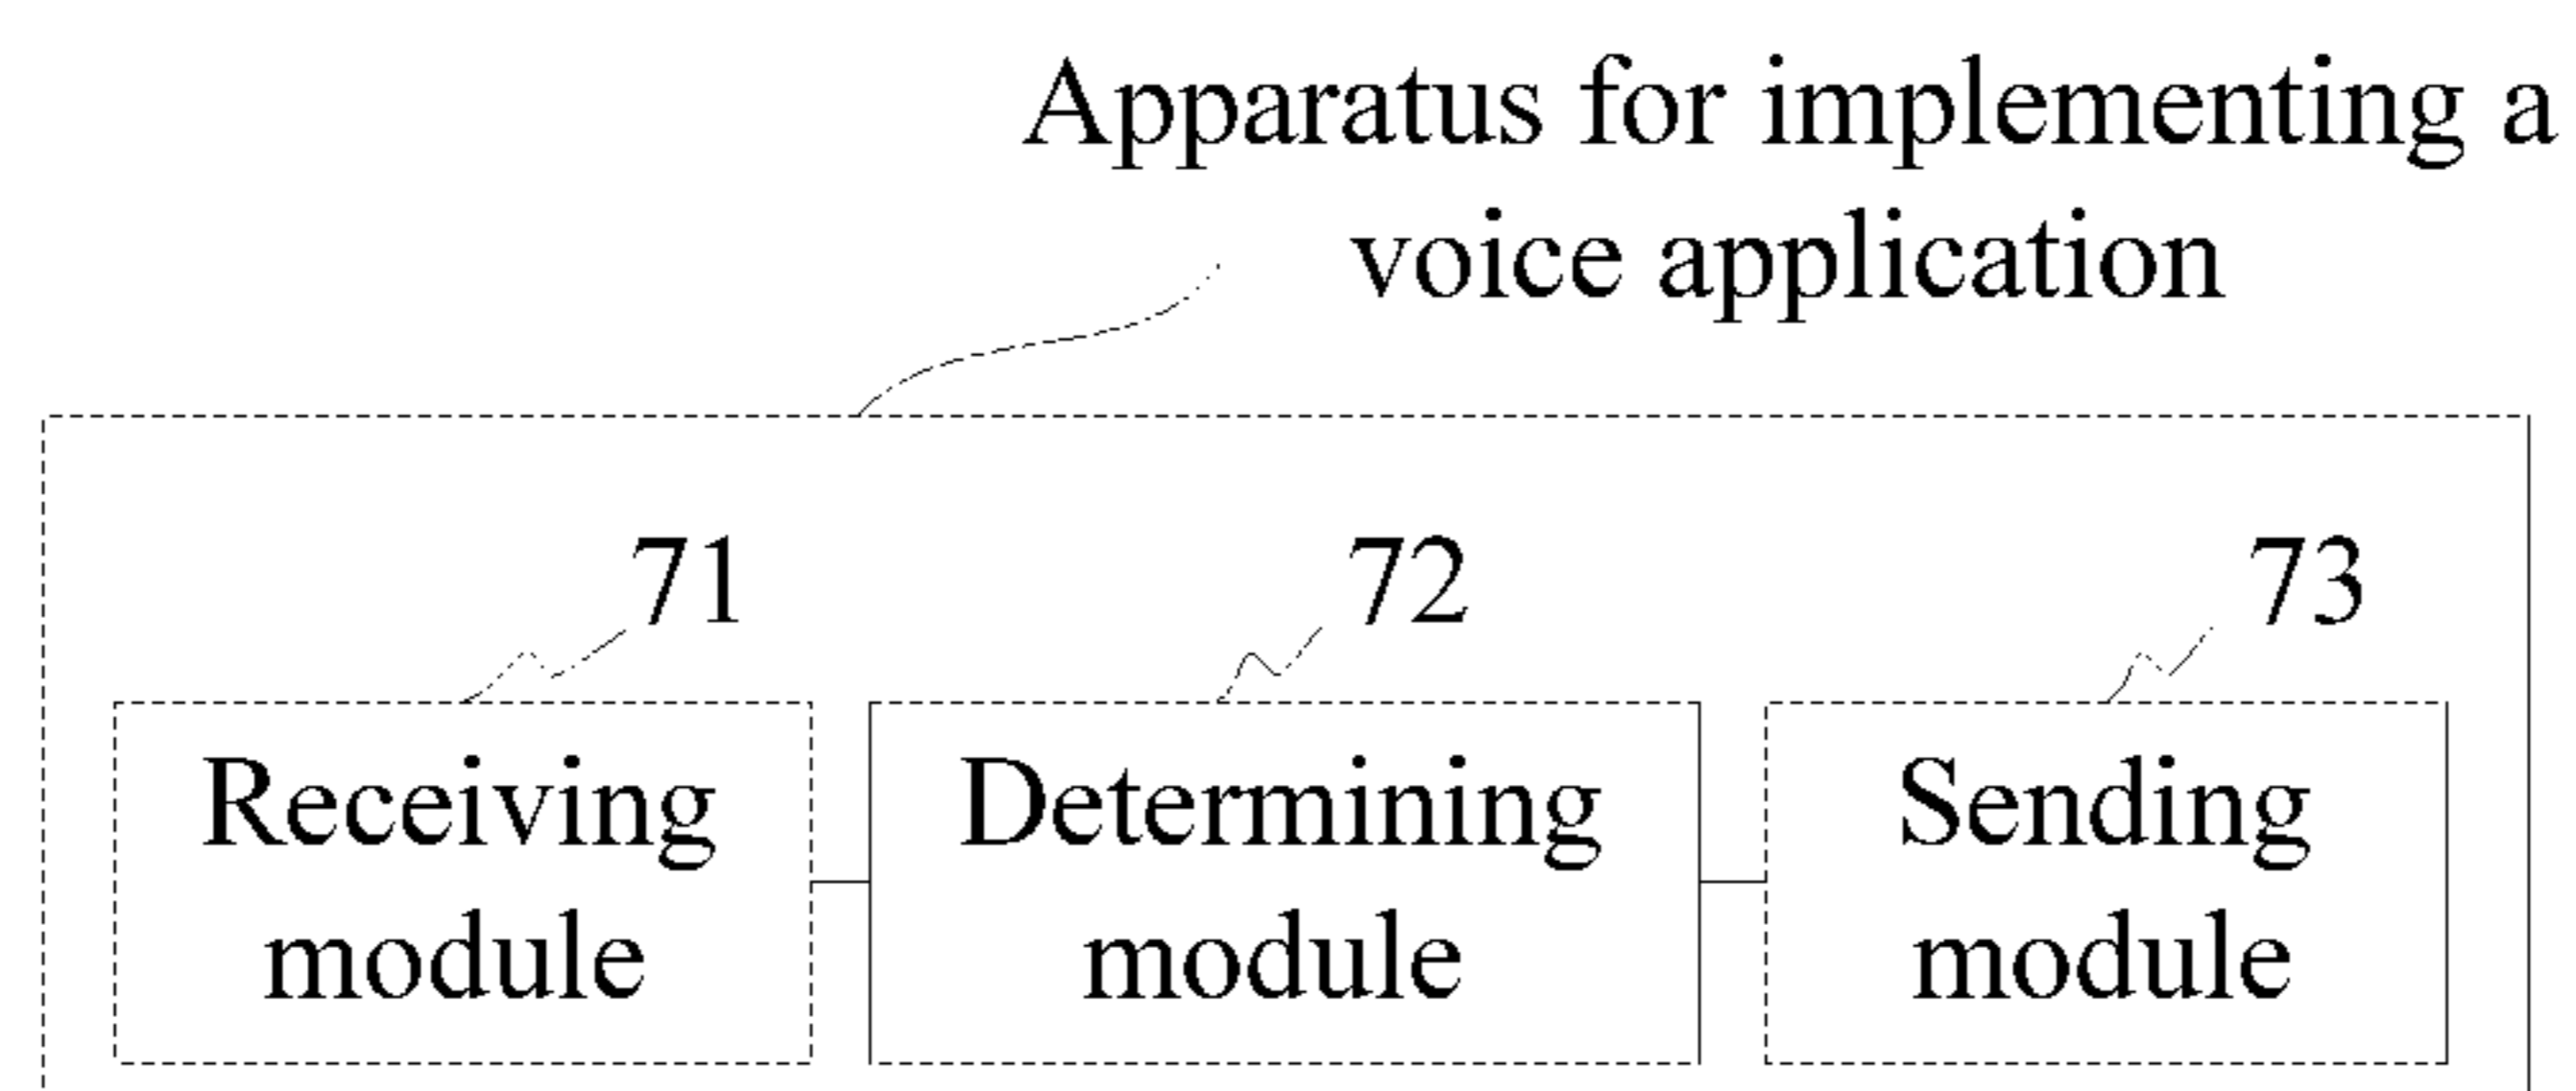 Apparatus for implementing a
voice application
71
72
73
Receiving
module
Determining
module
Sending
module